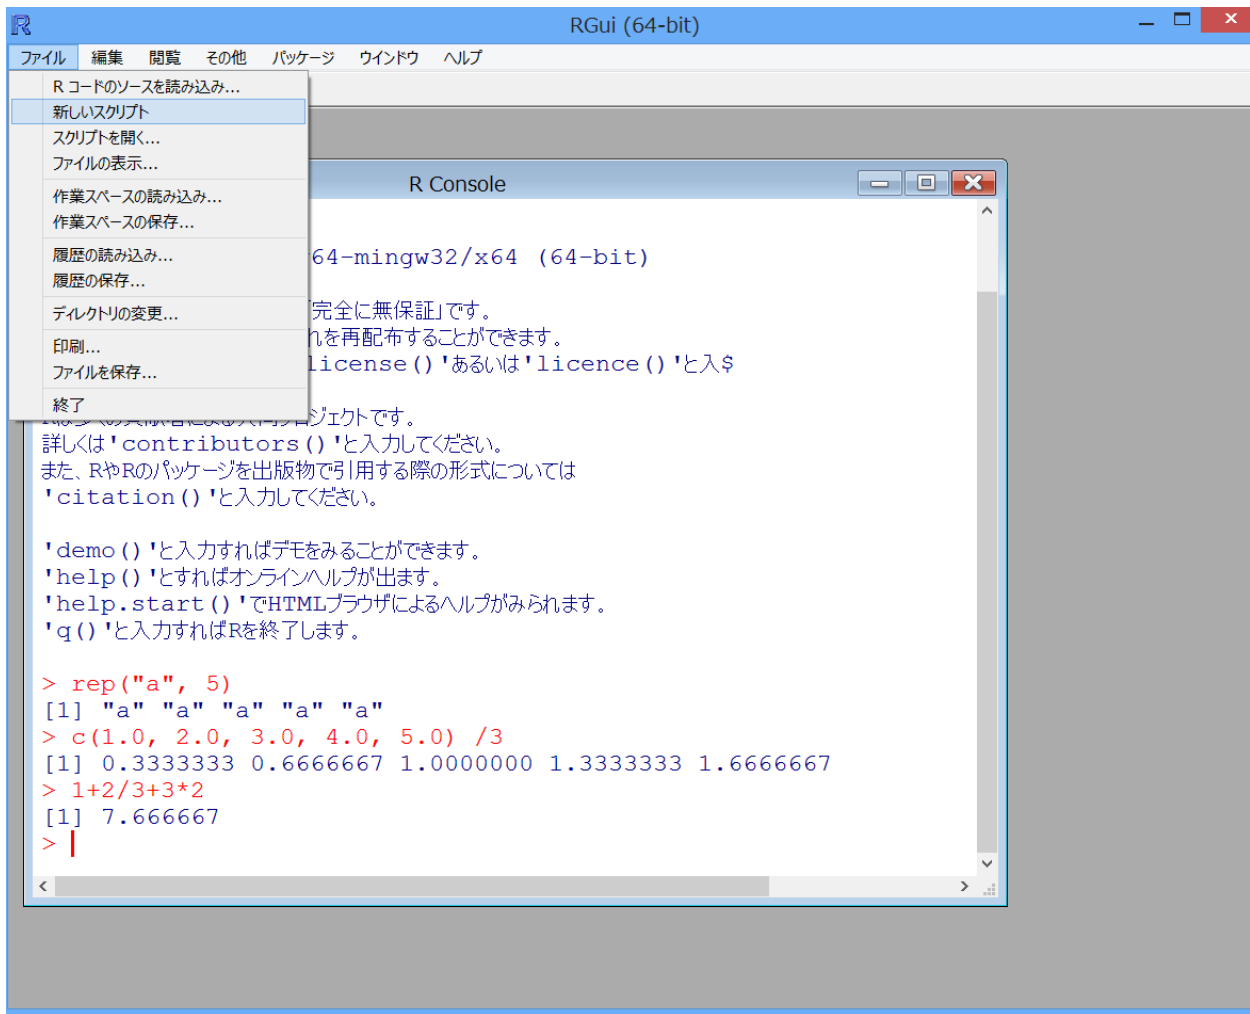 RGui (64-bit)
ファイル 編集 閲覧 その他 パッケージ ウインドウ ヘルプ
R コードのソースを読み込み...
新しいスクリプト
スクリプトを開く...
ファイルの表示...
作業スペースの読み込み...
作業スペースの保存...
履歴の読み込み...
履歴の保存...
ディレクトリの変更...
印刷...
ファイルを保存...
終了
R Console
64-mingw32/x64 (64-bit)
「完全に無保証」です。
れを再配布することができます。
license()'あるいは'licence()'と入$
ジェクトです。
詳しくは'contributors()'と入力してください。
また、RやRのパッケージを出版物で引用する際の形式については
'citation()'と入力してください。
'demo()'と入力すればデモをみることができます。
'help()'とすればオンラインヘルプが出ます。
'help.start()'でHTMLブラウザによるヘルプがみられます。
'q()'と入力すればRを終了します。
> rep("a", 5)
[1] "a" "a" "a" "a" "a"
> c(1.0, 2.0, 3.0, 4.0, 5.0) /3
[1] 0.3333333 0.6666667 1.0000000 1.3333333 1.6666667
> 1+2/3+3*2
[1] 7.666667
>